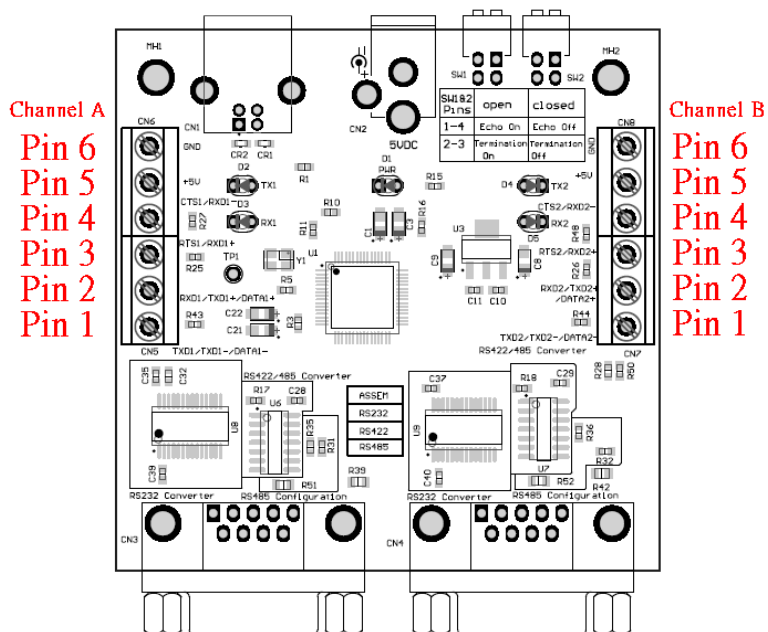 MH1
MH2
CN1
CN2
5VDC
SW1
SW2
SW1&2 Pins open closed
1-4 Echo On Echo Off
2-3 Termination On Termination Off
Channel A
Pin 6
Pin 5
Pin 4
Pin 3
Pin 2
Pin 1
Channel B
Pin 6
Pin 5
Pin 4
Pin 3
Pin 2
Pin 1
CN6
GND
+5V
CTS1/RXD1-
RTS1/RXD1+
RXD1/TXD1+/DATA1+
TXD1/TXD1-/DATA1-
CN5
CR2
CR1
D2
TX1
D3
RX1
R27
R25
R43
TP1
R1
R10
R11
Y1
U1
R5
R3
C22
C21
D1
PWR
C1
C3
R16
R15
U3
C9
C8
C11
C10
D4
TX2
D5
RX2
CN8
GND
+5V
CTS2/RXD2-
RTS2/RXD2+
RXD2/TXD2+
/DATA2+
TXD2/TXD2-/DATA2-
R48
R26
R44
CN7
RS422/485 Converter
RS422/485 Converter
C35
C32
C39
U8
R17
C28
U6
R35
R31
R51
R39
ASSEM
RS232
RS422
RS485
C37
C40
U9
R18
C29
U7
R28
R50
R36
R32
R42
R52
RS232 Converter
RS485 Configuration
RS232 Converter
RS485 Configuration
CN3
CN4